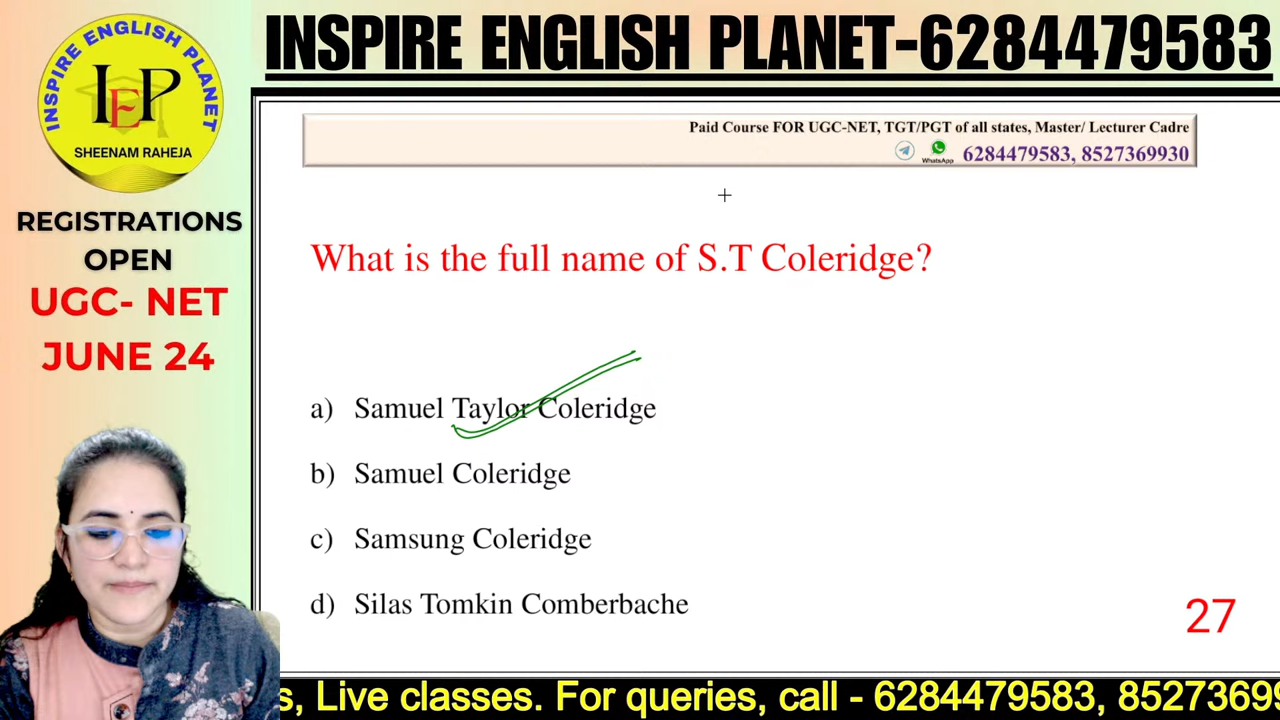 INSPIRE ENGLISH PLANET
IEP
SHEENAM RAHEJA
REGISTRATIONS
OPEN
UGC- NET
JUNE 24
INSPIRE ENGLISH PLANET-6284479583
Paid Course FOR UGC-NET, TGT/PGT of all states, Master/ Lecturer Cadre
WhatsApp 6284479583, 8527369930
What is the full name of S.T Coleridge?
a) Samuel Taylor Coleridge
b) Samuel Coleridge
c) Samsung Coleridge
d) Silas Tomkin Comberbache
27
s, Live classes. For queries, call - 6284479583, 85273699